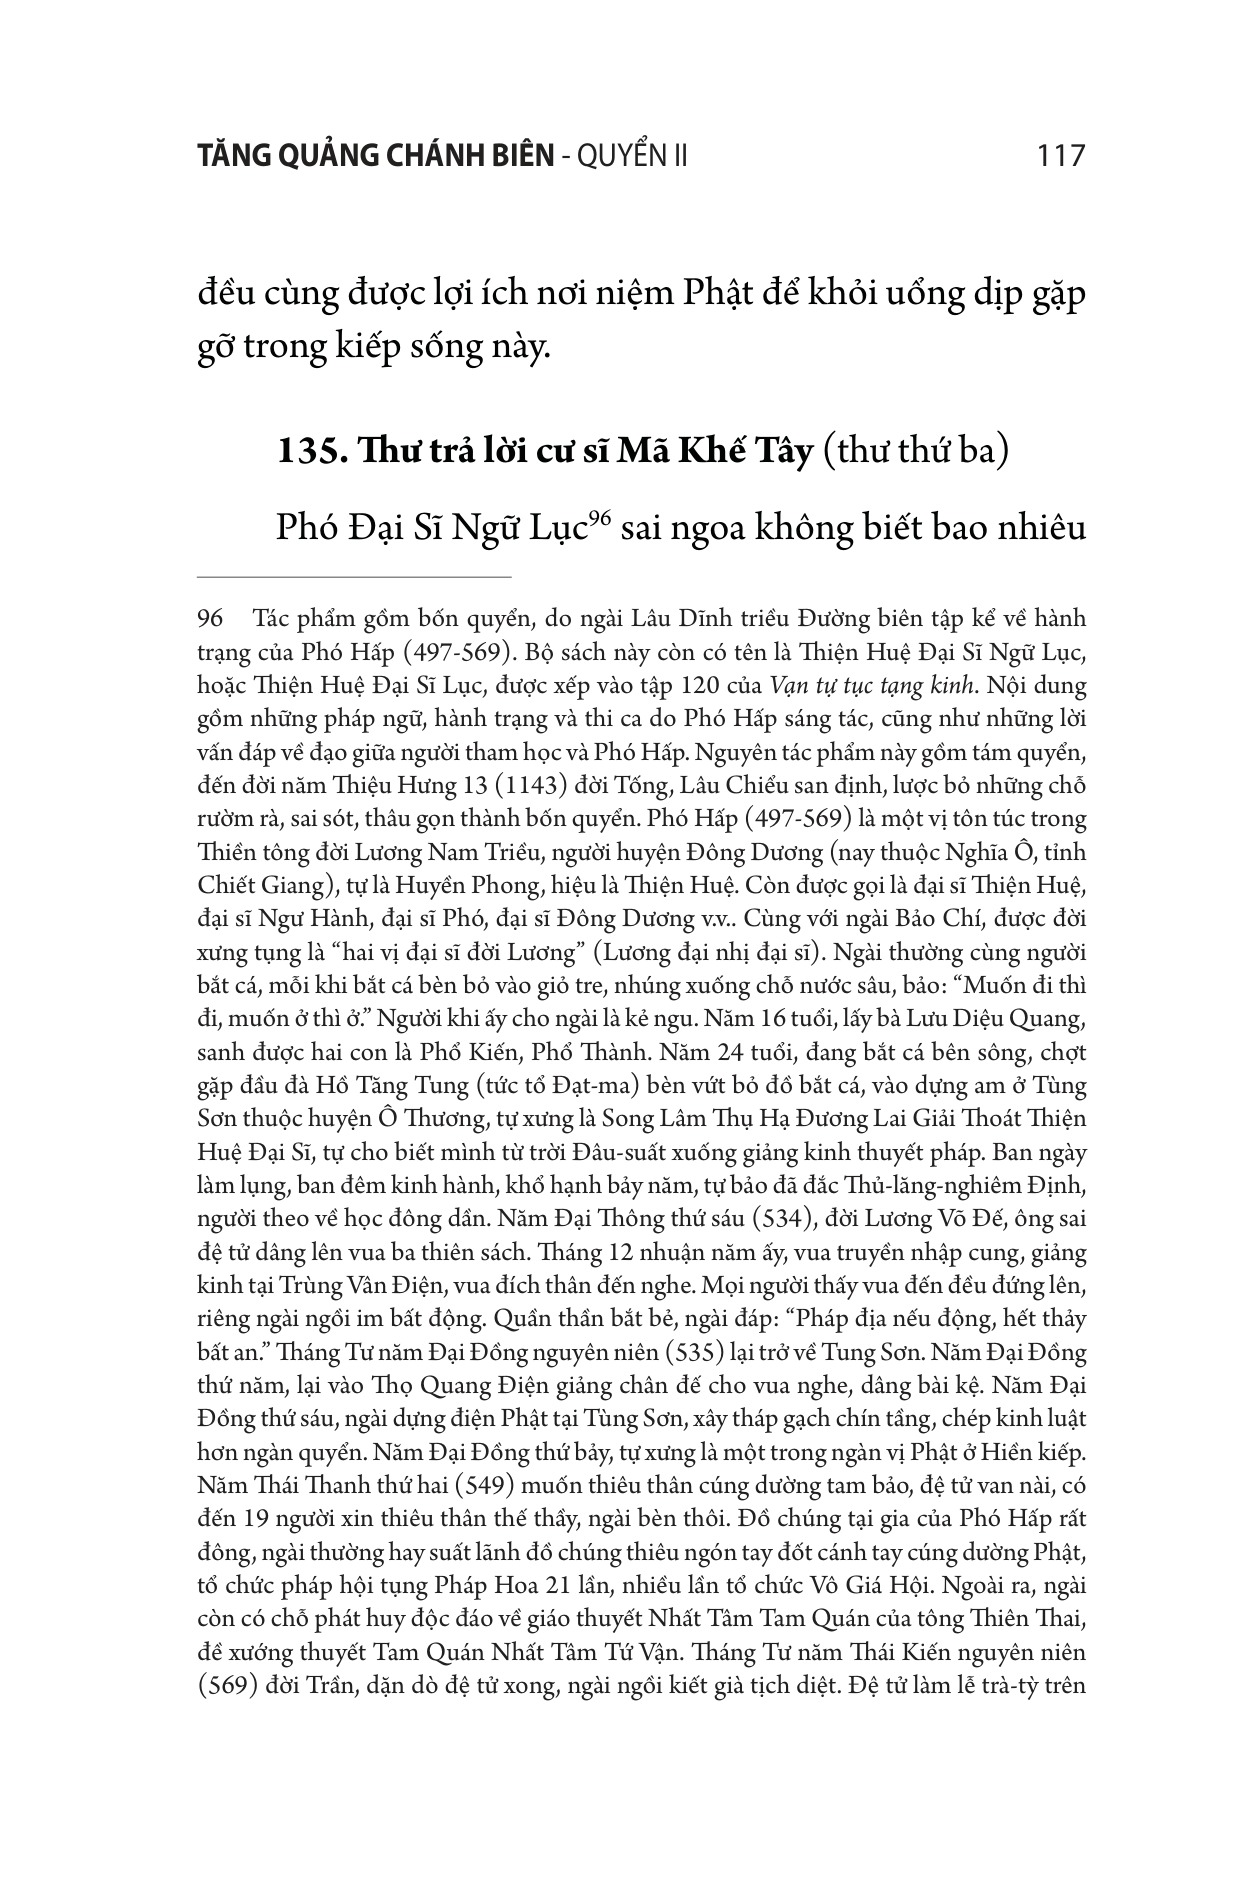 TĂNG QUẢNG CHÁNH BIÊN - QUYỂN II 117
đều cùng được lợi ích nơi niệm Phật để khỏi uổng dịp gặp
gỡ trong kiếp sống này.
135. Thư trả lời cư sĩ Mã Khế Tây (thư thứ ba)
Phó Đại Sĩ Ngữ Lục96 sai ngoa không biết bao nhiêu
96 Tác phẩm gồm bốn quyển, do ngài Lâu Dĩnh triều Đường biên tập kể về hành
trạng của Phó Hấp (497-569). Bộ sách này còn có tên là Thiện Huệ Đại Sĩ Ngữ Lục,
hoặc Thiện Huệ Đại Sĩ Lục, được xếp vào tập 120 của Vạn tự tục tạng kinh. Nội dung
gồm những pháp ngữ, hành trạng và thi ca do Phó Hấp sáng tác, cũng như những lời
vấn đáp về đạo giữa người tham học và Phó Hấp. Nguyên tác phẩm này gồm tám quyển,
đến đời năm Thiệu Hưng 13 (1143) đời Tống, Lâu Chiểu san định, lược bỏ những chỗ
rườm rà, sai sót, thâu gọn thành bốn quyển. Phó Hấp (497-569) là một vị tôn túc trong
Thiền tông đời Lương Nam Triều, người huyện Đông Dương (nay thuộc Nghĩa Ô, tỉnh
Chiết Giang), tự là Huyền Phong, hiệu là Thiện Huệ. Còn được gọi là đại sĩ Thiện Huệ,
đại sĩ Ngư Hành, đại sĩ Phó, đại sĩ Đông Dương v.v.. Cùng với ngài Bảo Chí, được đời
xưng tụng là “hai vị đại sĩ đời Lương” (Lương đại nhị đại sĩ). Ngài thường cùng người
bắt cá, mỗi khi bắt cá bèn bỏ vào giỏ tre, nhúng xuống chỗ nước sâu, bảo: “Muốn đi thì
đi, muốn ở thì ở.” Người khi ấy cho ngài là kẻ ngu. Năm 16 tuổi, lấy bà Lưu Diệu Quang,
sanh được hai con là Phổ Kiến, Phổ Thành. Năm 24 tuổi, đang bắt cá bên sông, chợt
gặp đầu đà Hồ Tăng Tung (tức tổ Đạt-ma) bèn vứt bỏ đồ bắt cá, vào dựng am ở Tùng
Sơn thuộc huyện Ô Thương, tự xưng là Song Lâm Thụ Hạ Đương Lai Giải Thoát Thiện
Huệ Đại Sĩ, tự cho biết mình từ trời Đâu-suất xuống giảng kinh thuyết pháp. Ban ngày
làm lụng, ban đêm kinh hành, khổ hạnh bảy năm, tự bảo đã đắc Thủ-lăng-nghiêm Định,
người theo về học đông dần. Năm Đại Thông thứ sáu (534), đời Lương Võ Đế, ông sai
đệ tử dâng lên vua ba thiên sách. Tháng 12 nhuận năm ấy, vua truyền nhập cung, giảng
kinh tại Trùng Vân Điện, vua đích thân đến nghe. Mọi người thấy vua đến đều đứng lên,
riêng ngài ngồi im bất động. Quần thần bắt bẻ, ngài đáp: “Pháp địa nếu động, hết thảy
bất an.” Tháng Tư năm Đại Đồng nguyên niên (535) lại trở về Tung Sơn. Năm Đại Đồng
thứ năm, lại vào Thọ Quang Điện giảng chân đế cho vua nghe, dâng bài kệ. Năm Đại
Đồng thứ sáu, ngài dựng điện Phật tại Tùng Sơn, xây tháp gạch chín tầng, chép kinh luật
hơn ngàn quyển. Năm Đại Đồng thứ bảy, tự xưng là một trong ngàn vị Phật ở Hiền kiếp.
Năm Thái Thanh thứ hai (549) muốn thiêu thân cúng dường tam bảo, đệ tử van nài, có
đến 19 người xin thiêu thân thế thầy, ngài bèn thôi. Đồ chúng tại gia của Phó Hấp rất
đông, ngài thường hay suất lãnh đồ chúng thiêu ngón tay đốt cánh tay cúng dường Phật,
tổ chức pháp hội tụng Pháp Hoa 21 lần, nhiều lần tổ chức Vô Giá Hội. Ngoài ra, ngài
còn có chỗ phát huy độc đáo về giáo thuyết Nhất Tâm Tam Quán của tông Thiên Thai,
đề xướng thuyết Tam Quán Nhất Tâm Tứ Vận. Tháng Tư năm Thái Kiến nguyên niên
(569) đời Trần, dặn dò đệ tử xong, ngài ngồi kiết già tịch diệt. Đệ tử làm lễ trà-tỳ trên